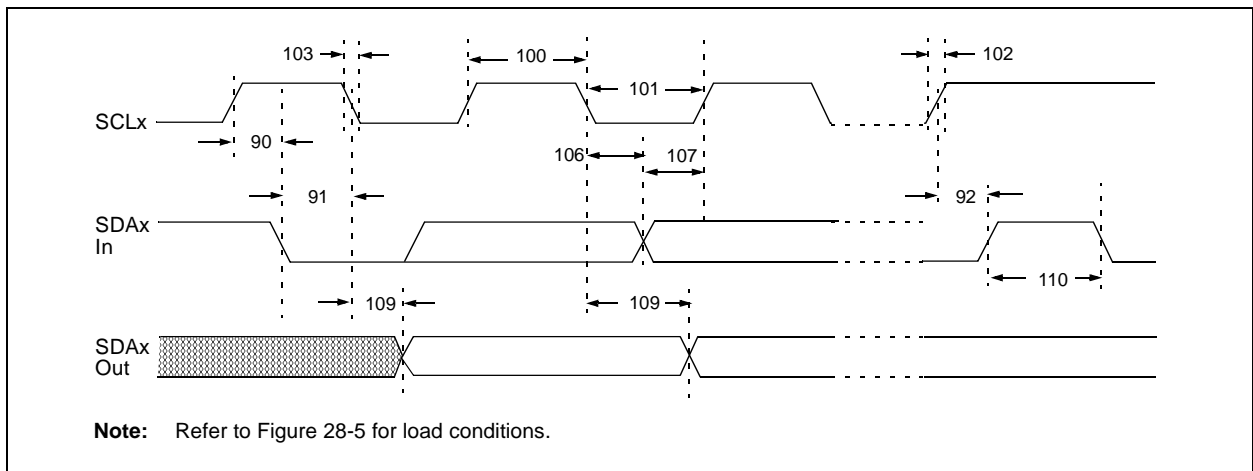 103
100
102
101
SCLx
90
106
107
91
92
SDAx
In
110
109
109
SDAx
Out
Note: Refer to Figure 28-5 for load conditions.